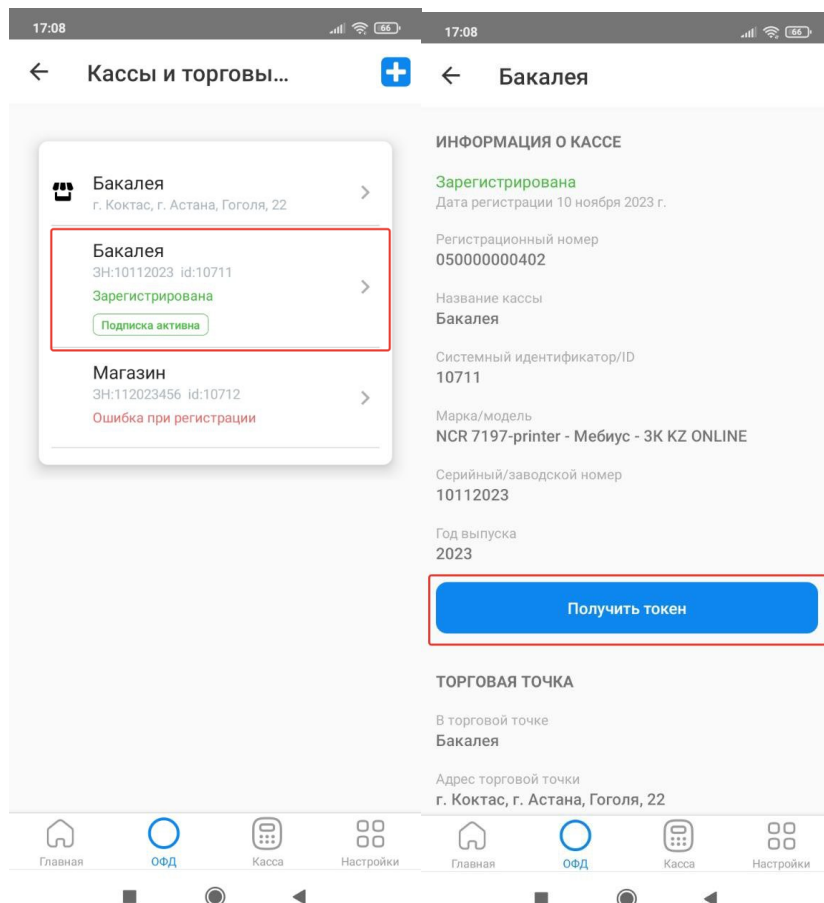 17:08
66
Кассы и торговы...
Бакалея
г. Коктас, г. Астана, Гоголя, 22
Бакалея
ЗН:10112023 id:10711
Зарегистрирована
Подписка активна
Магазин
ЗН:112023456 id:10712
Ошибка при регистрации
Главная
ОФД
Касса
Настройки
17:08
66
Бакалея
ИНФОРМАЦИЯ О КАССЕ
Зарегистрирована
Дата регистрации 10 ноября 2023 г.
Регистрационный номер
050000000402
Название кассы
Бакалея
Системный идентификатор/ID
10711
Марка/модель
NCR 7197-printer - Мебиус - 3К KZ ONLINE
Серийный/заводской номер
10112023
Год выпуска
2023
Получить токен
ТОРГОВАЯ ТОЧКА
В торговой точке
Бакалея
Адрес торговой точки
г. Коктас, г. Астана, Гоголя, 22
Главная
ОФД
Касса
Настройки